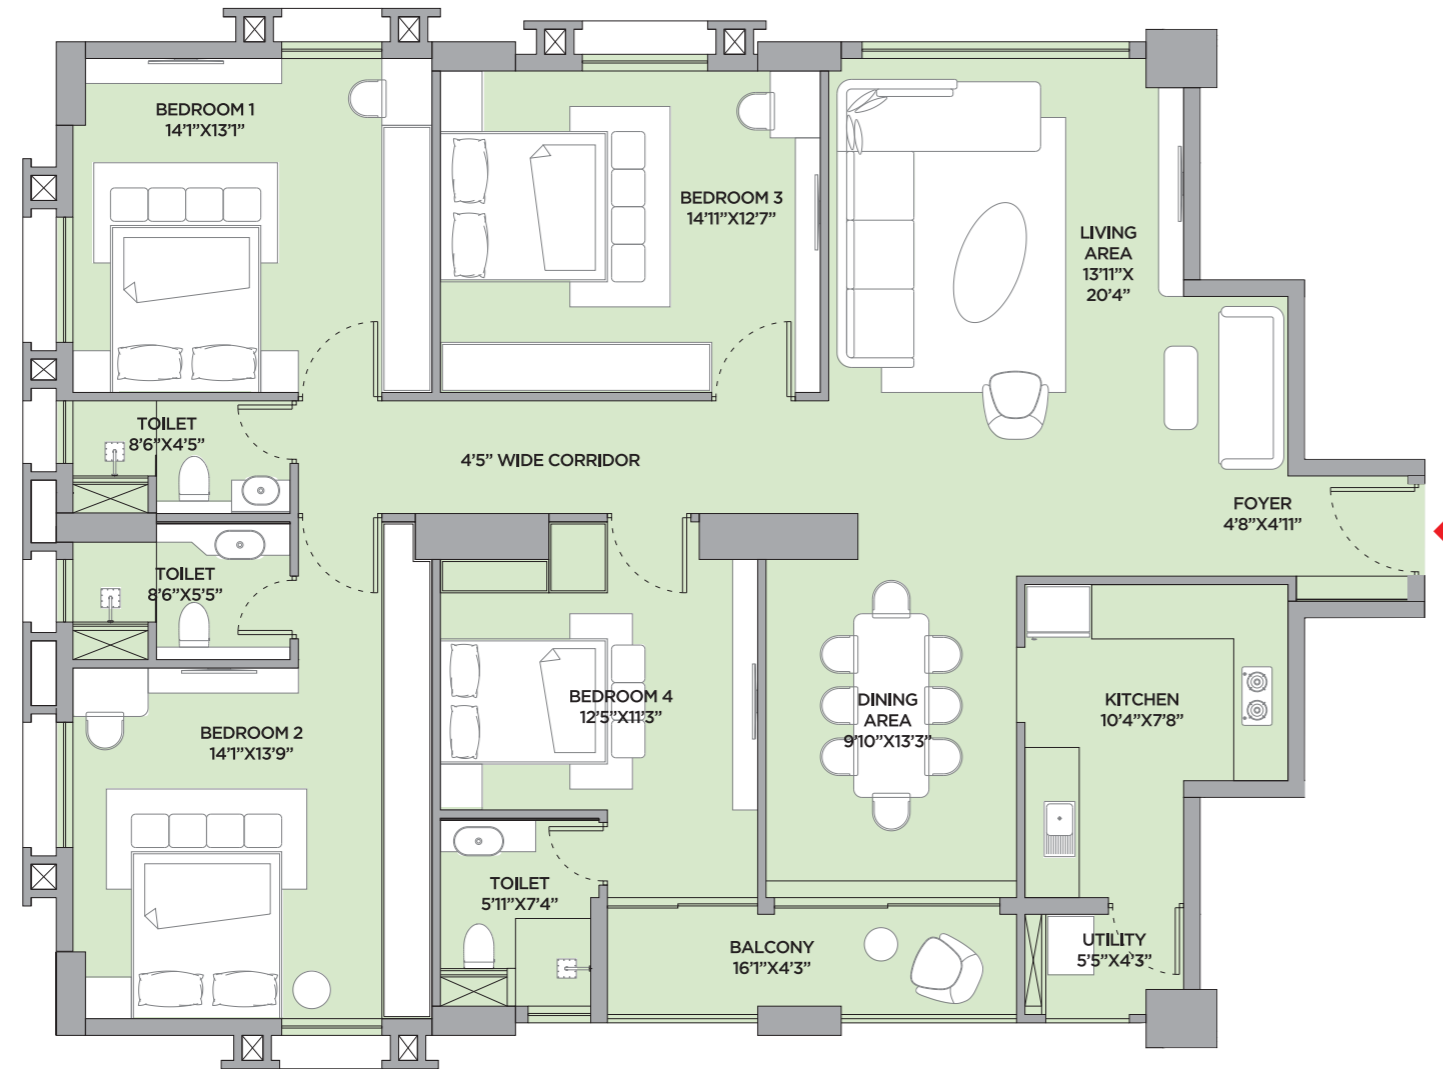 BEDROOM 1
14'1"X13'1"
BEDROOM 3
14'11"X12'7"
LIVING
AREA
13'11"X
20'4"
TOILET
8'6"X4'5"
4'5" WIDE CORRIDOR
FOYER
4'8"X4'11"
TOILET
8'6"X5'5"
BEDROOM 2
14'1"X13'9"
BEDROOM 4
12'5"X11'3"
DINING
AREA
9'10"X13'3"
KITCHEN
10'4"X7'8"
TOILET
5'11"X7'4"
BALCONY
16'1"X4'3"
UTILITY
5'5"X4'3"